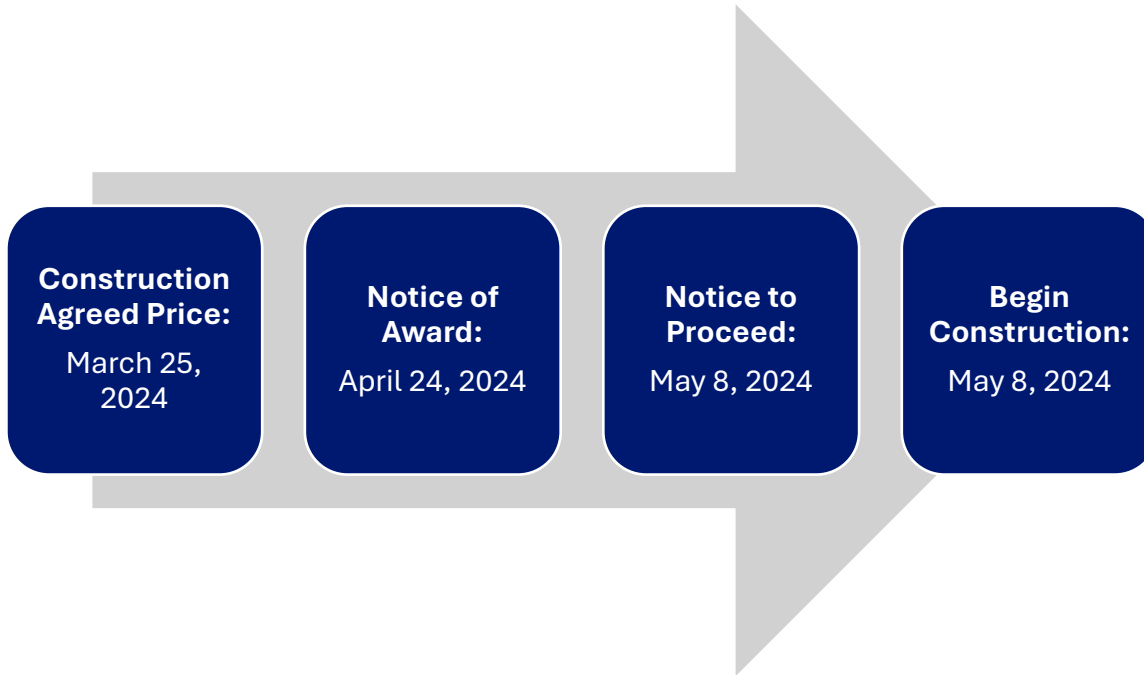 Construction
Agreed Price:
March 25,
2024
Notice of
Award:
April 24, 2024
Notice to
Proceed:
May 8, 2024
Begin
Construction:
May 8, 2024